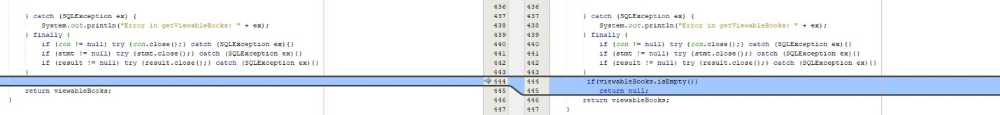 436 436
} catch (SQLException ex) { 437 437 } catch (SQLException ex) {
System.out.println("Error in getViewableBooks: " + ex); 438 438 System.out.println("Error in getViewableBooks: " + ex);
} finally { 439 439 } finally {
if (con != null) try {con.close();} catch (SQLException ex){} 440 440 if (con != null) try {con.close();} catch (SQLException ex){}
if (stmt != null) try {stmt.close();} catch (SQLException ex){} 441 441 if (stmt != null) try {stmt.close();} catch (SQLException ex){}
if (result != null) try {result.close();} catch (SQLException ex){} 442 442 if (result != null) try {result.close();} catch (SQLException ex){}
} 443 443 }
444 444 if(viewableBooks.isEmpty())
return viewableBooks; 445 445 return null;
} 446 446 return viewableBooks;
447 447 }